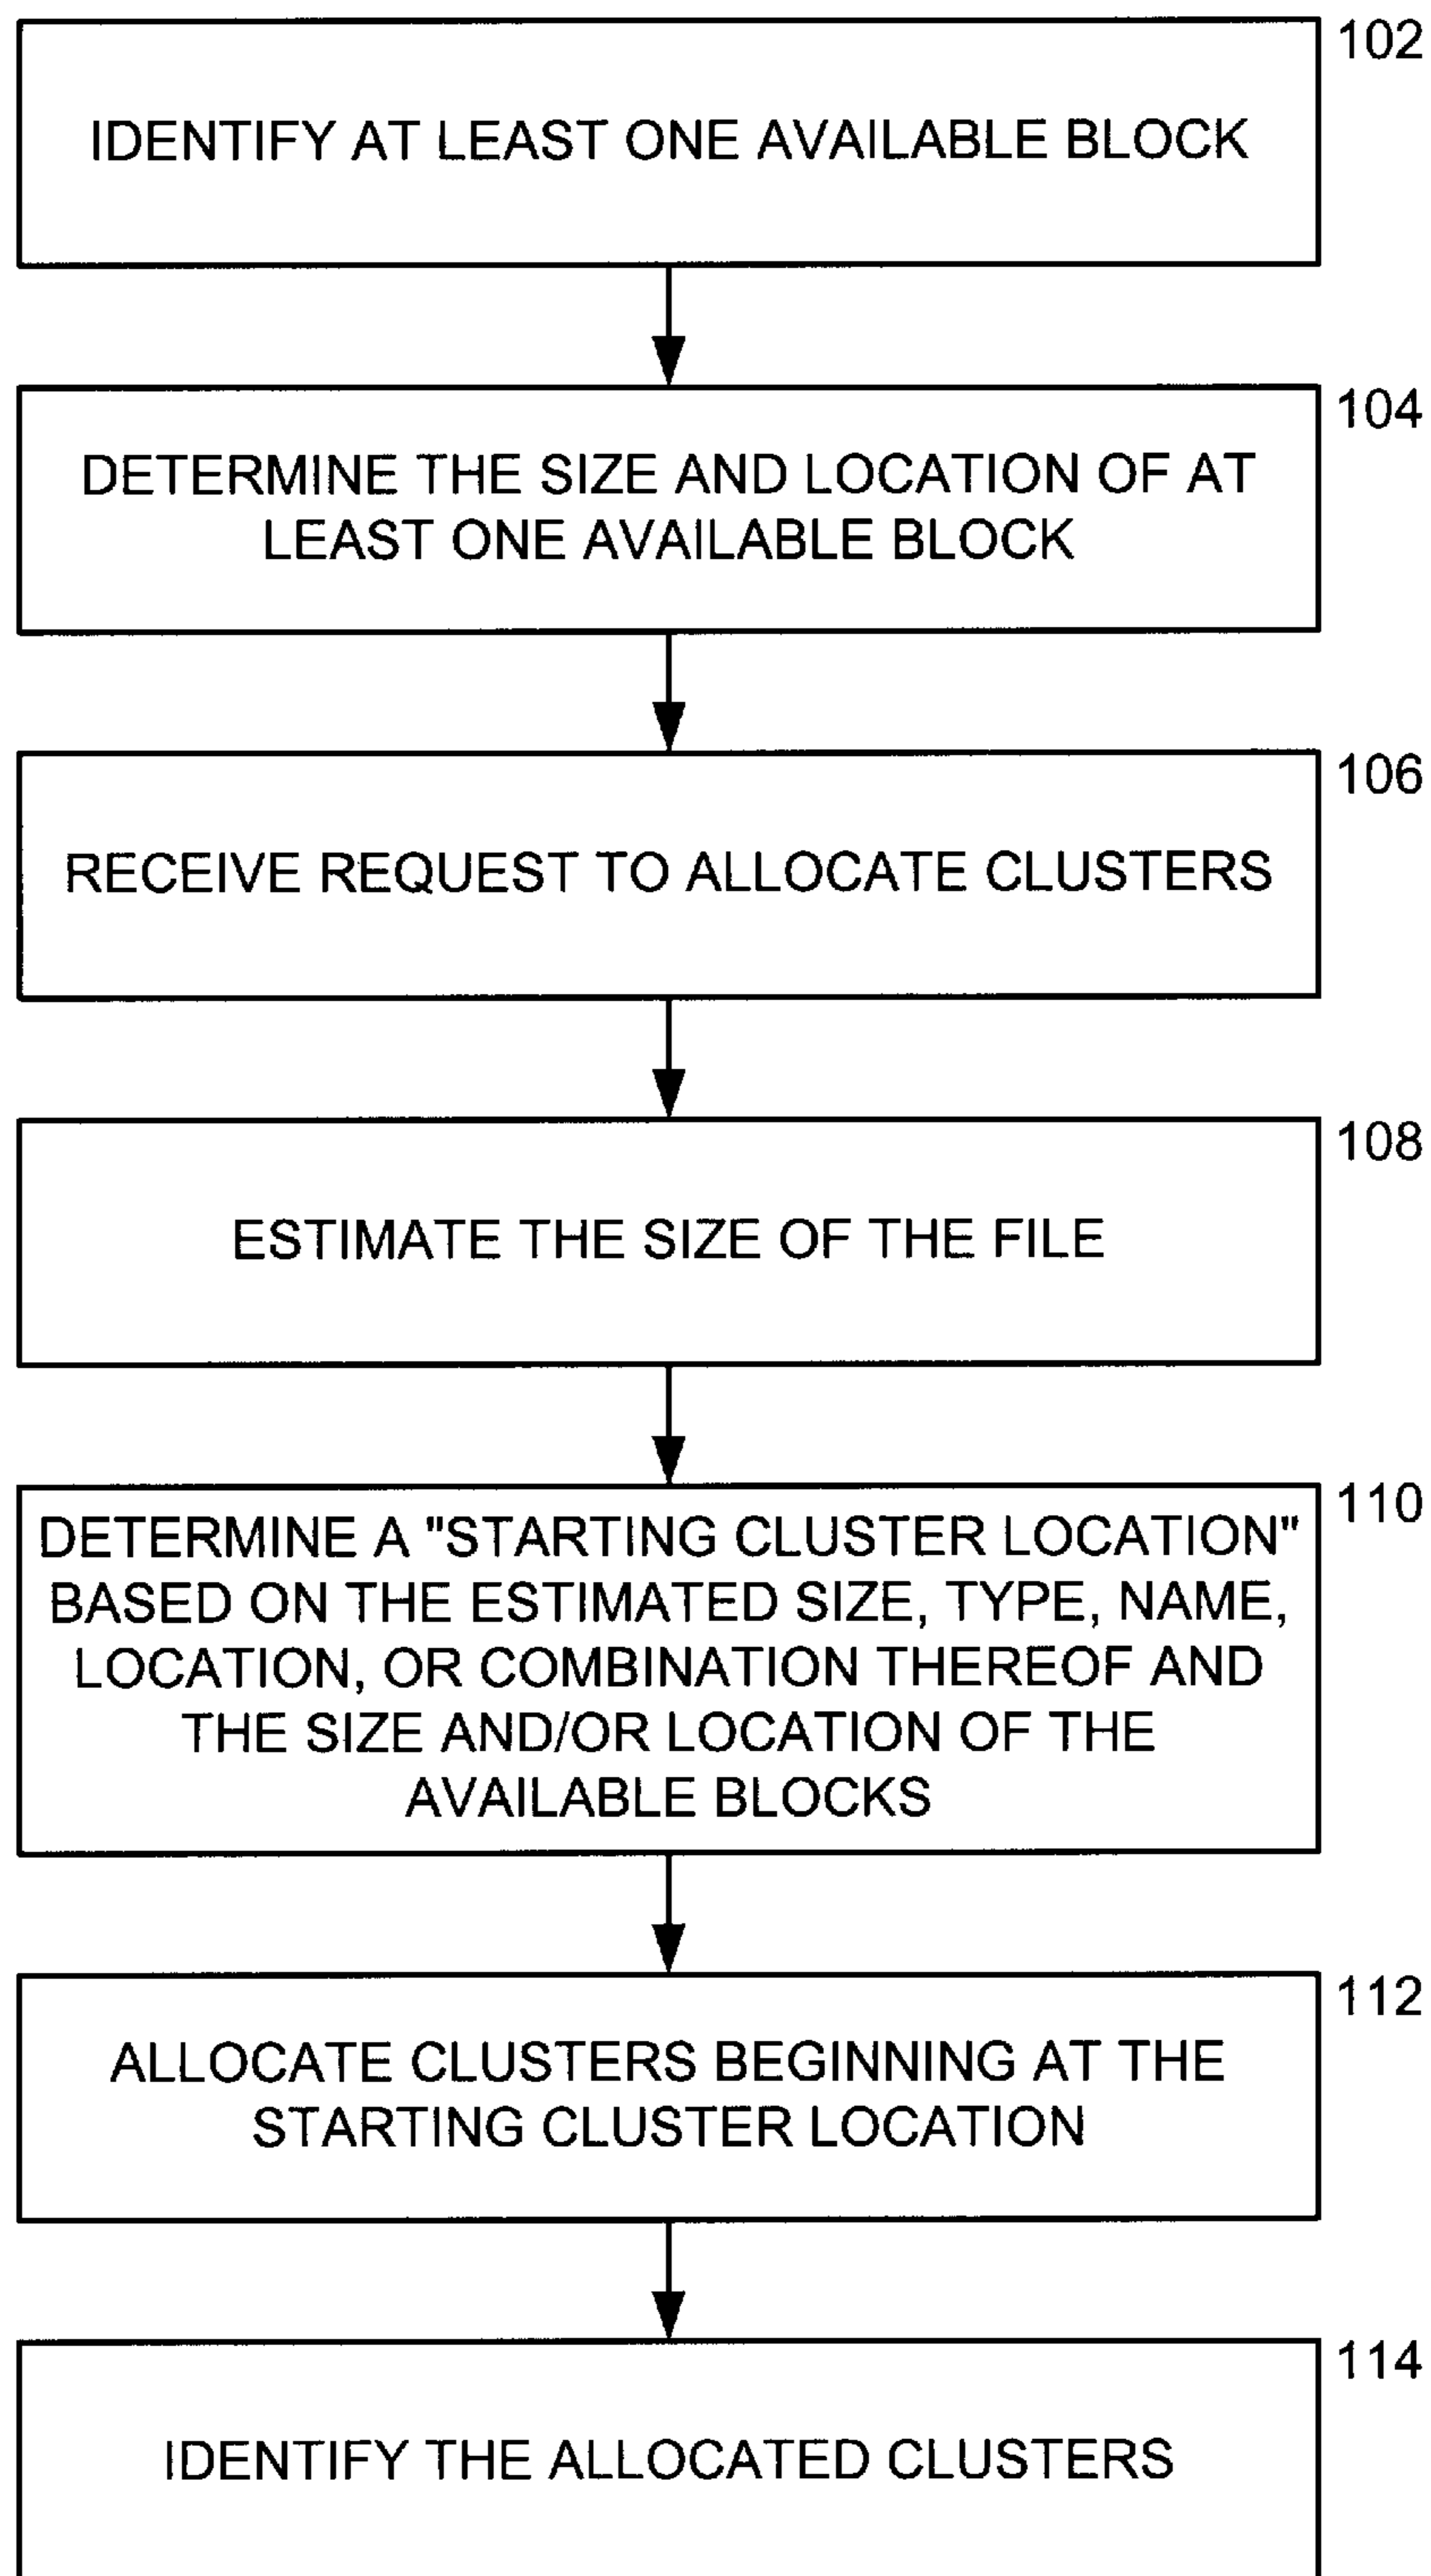 102
IDENTIFY AT LEAST ONE AVAILABLE BLOCK
104
DETERMINE THE SIZE AND LOCATION OF AT
LEAST ONE AVAILABLE BLOCK
106
RECEIVE REQUEST TO ALLOCATE CLUSTERS
108
ESTIMATE THE SIZE OF THE FILE
110
DETERMINE A "STARTING CLUSTER LOCATION"
BASED ON THE ESTIMATED SIZE, TYPE, NAME,
LOCATION, OR COMBINATION THEREOF AND
THE SIZE AND/OR LOCATION OF THE
AVAILABLE BLOCKS
112
ALLOCATE CLUSTERS BEGINNING AT THE
STARTING CLUSTER LOCATION
114
IDENTIFY THE ALLOCATED CLUSTERS